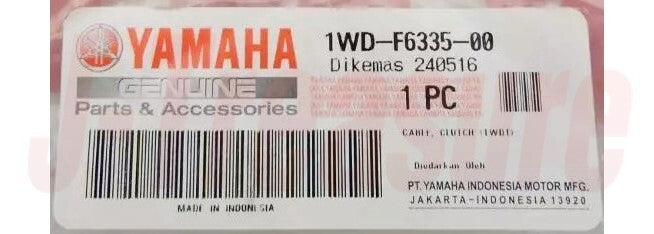 YAMAHA
GENUINE
Parts & Accessories
MADE IN INDONESIA
1WD-F6335-00
Dikemas 240516
1 PC
CABLE, CLUTCH (1WD1)
Diedarkan Oleh
PT. YAMAHA INDONESIA MOTOR MFG.
JAKARTA-INDONESIA 13920